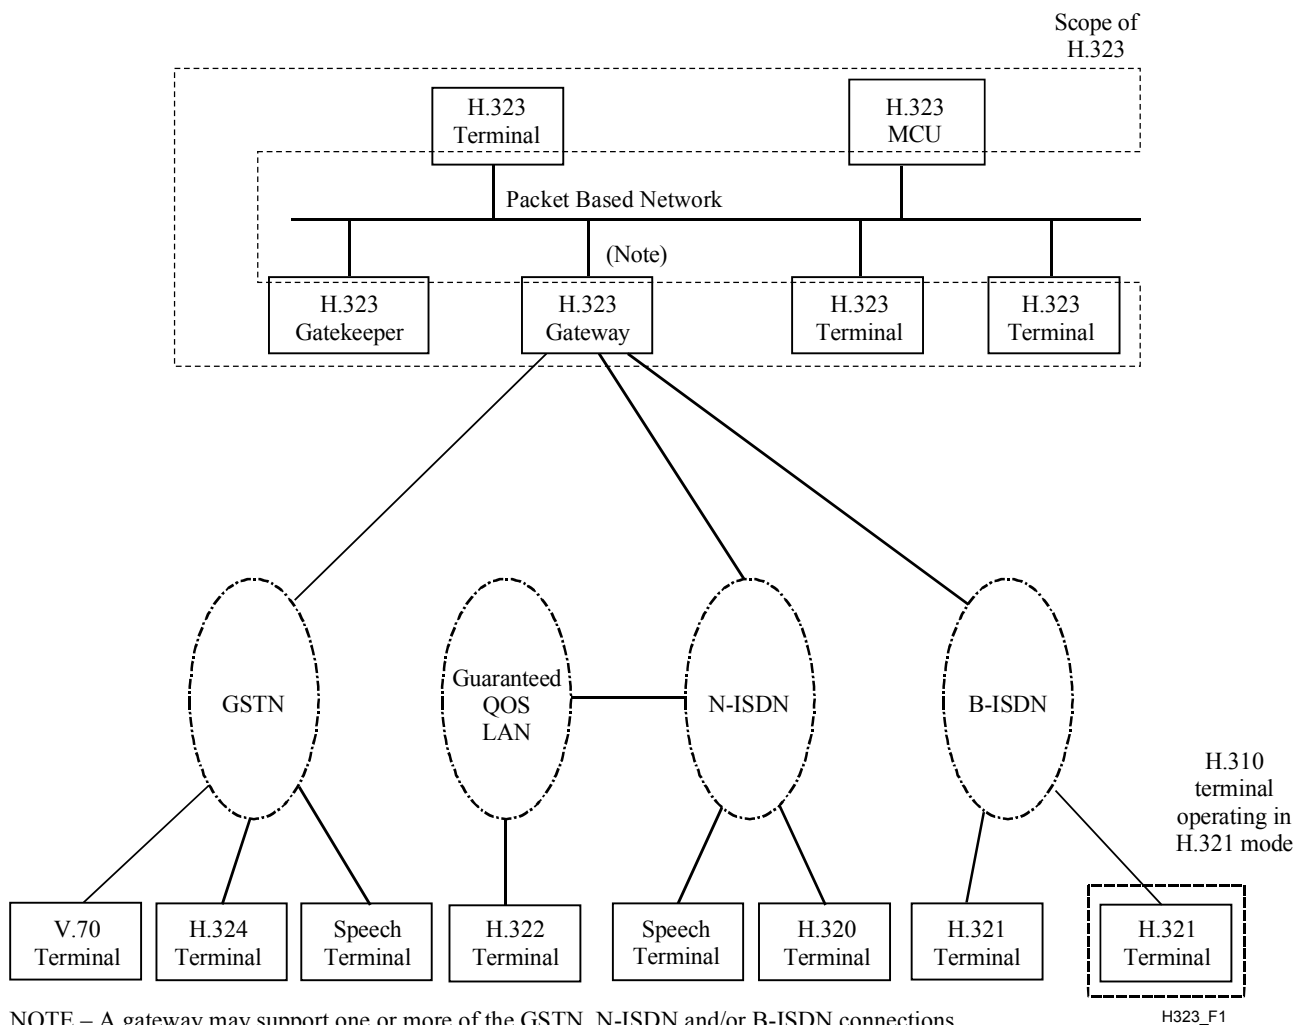 Scope of
H.323
H.323
Terminal
H.323
MCU
Packet Based Network
(Note)
H.323
Gatekeeper
H.323
Gateway
H.323
Terminal
H.323
Terminal
GSTN
Guaranteed
QOS
LAN
N-ISDN
B-ISDN
H.310
terminal
operating in
H.321 mode
V.70
Terminal
H.324
Terminal
Speech
Terminal
H.322
Terminal
Speech
Terminal
H.320
Terminal
H.321
Terminal
H.321
Terminal
NOTE – A gateway may support one or more of the GSTN, N-ISDN and/or B-ISDN connections
H323_F1